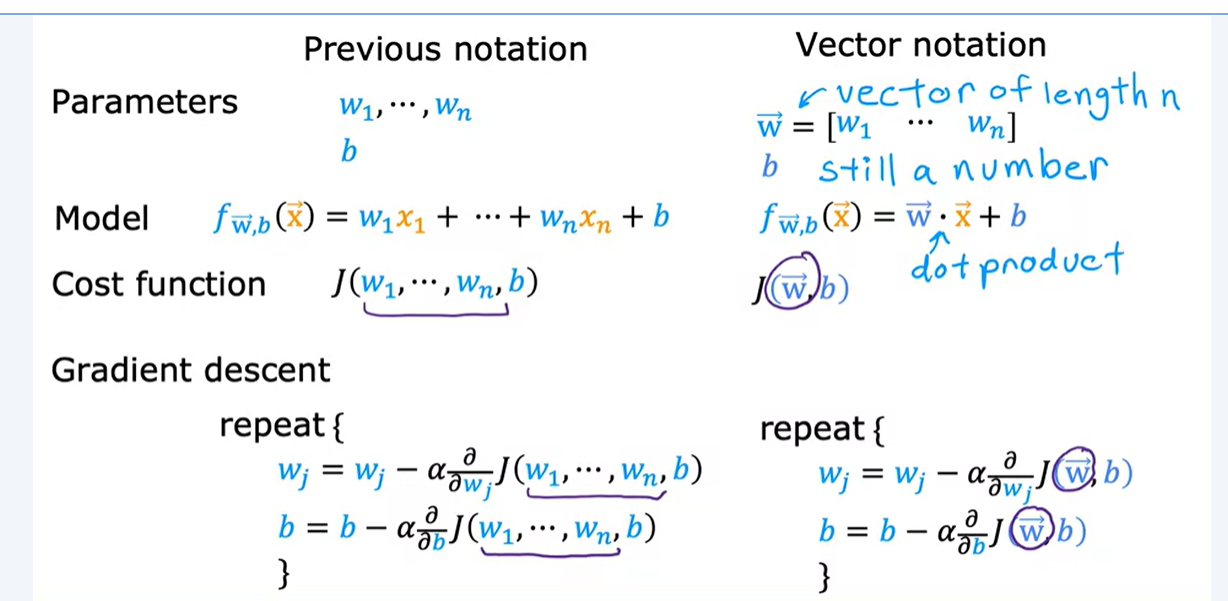 Previous notation Vector notation
vector of length n
Parameters w₁, ⋯, wₙ w⃗ = [w₁ ⋯ wₙ]
b b still a number
Model f_w⃗,b(x⃗) = w₁x₁ + ⋯ + wₙxₙ + b f_w⃗,b(x⃗) = w⃗ · x⃗ + b
dot product
Cost function J(w₁, ⋯, wₙ, b) J(w⃗, b)
Gradient descent
repeat { repeat {
wⱼ = wⱼ − α ∂/∂wⱼ J(w₁, ⋯, wₙ, b) wⱼ = wⱼ − α ∂/∂wⱼ J(w⃗, b)
b = b − α ∂/∂b J(w₁, ⋯, wₙ, b) b = b − α ∂/∂b J(w⃗, b)
} }